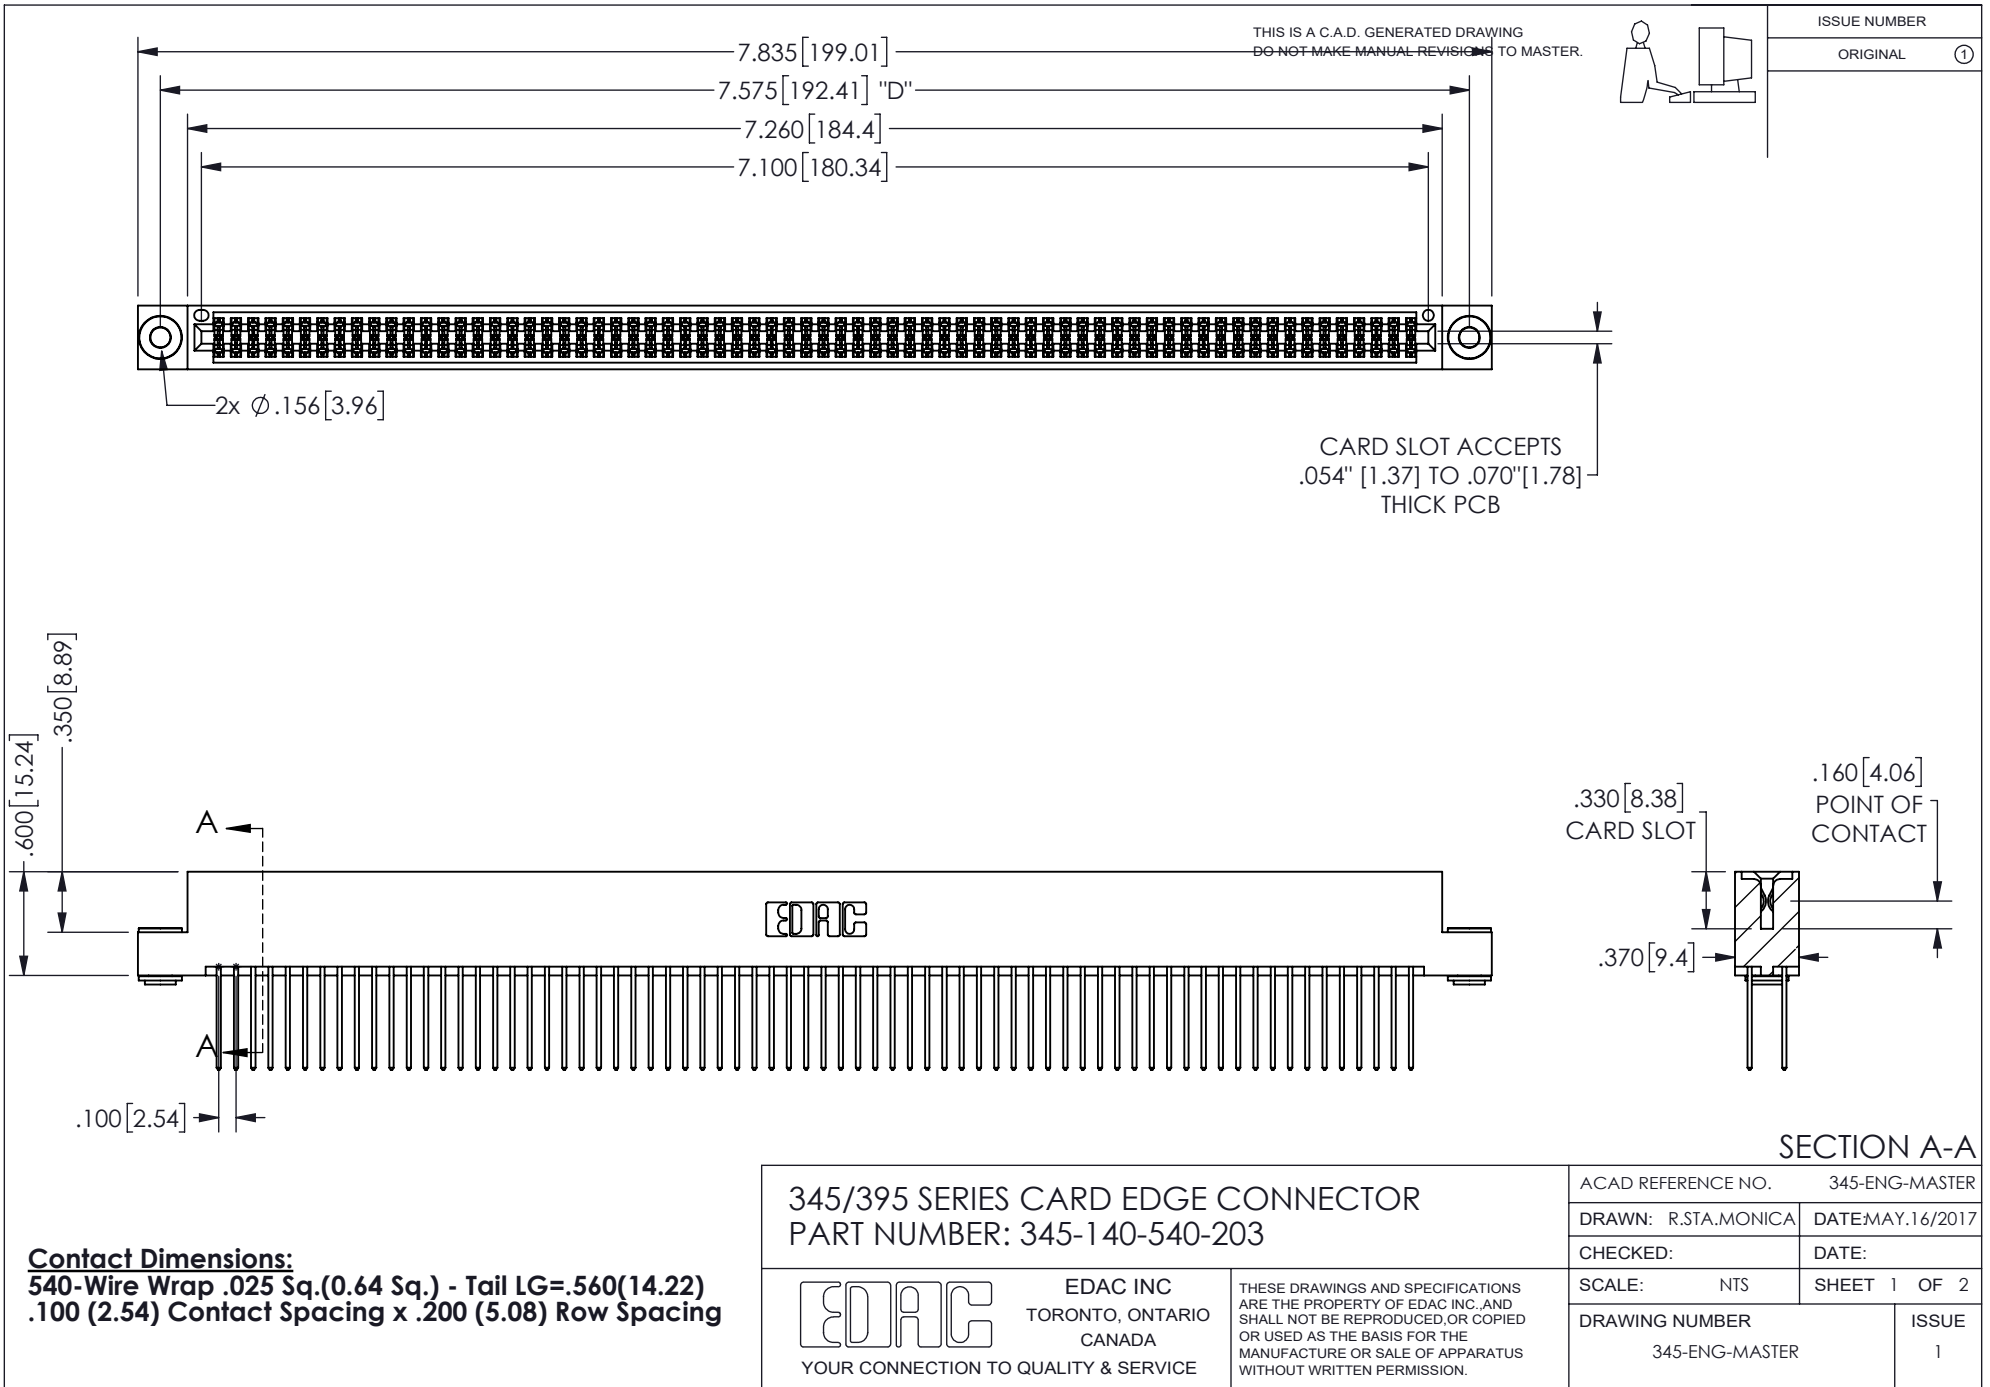 THIS IS A C.A.D. GENERATED DRAWING
DO NOT MAKE MANUAL REVISIONS TO MASTER.
ISSUE NUMBER
ORIGINAL 1
7.835[199.01]
7.575[192.41] "D"
7.260[184.4]
7.100[180.34]
2x Ø.156[3.96]
CARD SLOT ACCEPTS
.054" [1.37] TO .070"[1.78]
THICK PCB
.350[8.89]
.600[15.24]
A
A
EDAC
.100[2.54]
.330[8.38]
CARD SLOT
.160[4.06]
POINT OF
CONTACT
.370[9.4]
SECTION A-A
Contact Dimensions:
540-Wire Wrap .025 Sq.(0.64 Sq.) - Tail LG=.560(14.22)
.100 (2.54) Contact Spacing x .200 (5.08) Row Spacing
345/395 SERIES CARD EDGE CONNECTOR
PART NUMBER: 345-140-540-203
EDAC
EDAC INC
TORONTO, ONTARIO
CANADA
YOUR CONNECTION TO QUALITY & SERVICE
THESE DRAWINGS AND SPECIFICATIONS
ARE THE PROPERTY OF EDAC INC.,AND
SHALL NOT BE REPRODUCED,OR COPIED
OR USED AS THE BASIS FOR THE
MANUFACTURE OR SALE OF APPARATUS
WITHOUT WRITTEN PERMISSION.
ACAD REFERENCE NO. 345-ENG-MASTER
DRAWN: R.STA.MONICA DATE:MAY.16/2017
CHECKED: DATE:
SCALE: NTS SHEET 1 OF 2
DRAWING NUMBER ISSUE
345-ENG-MASTER 1